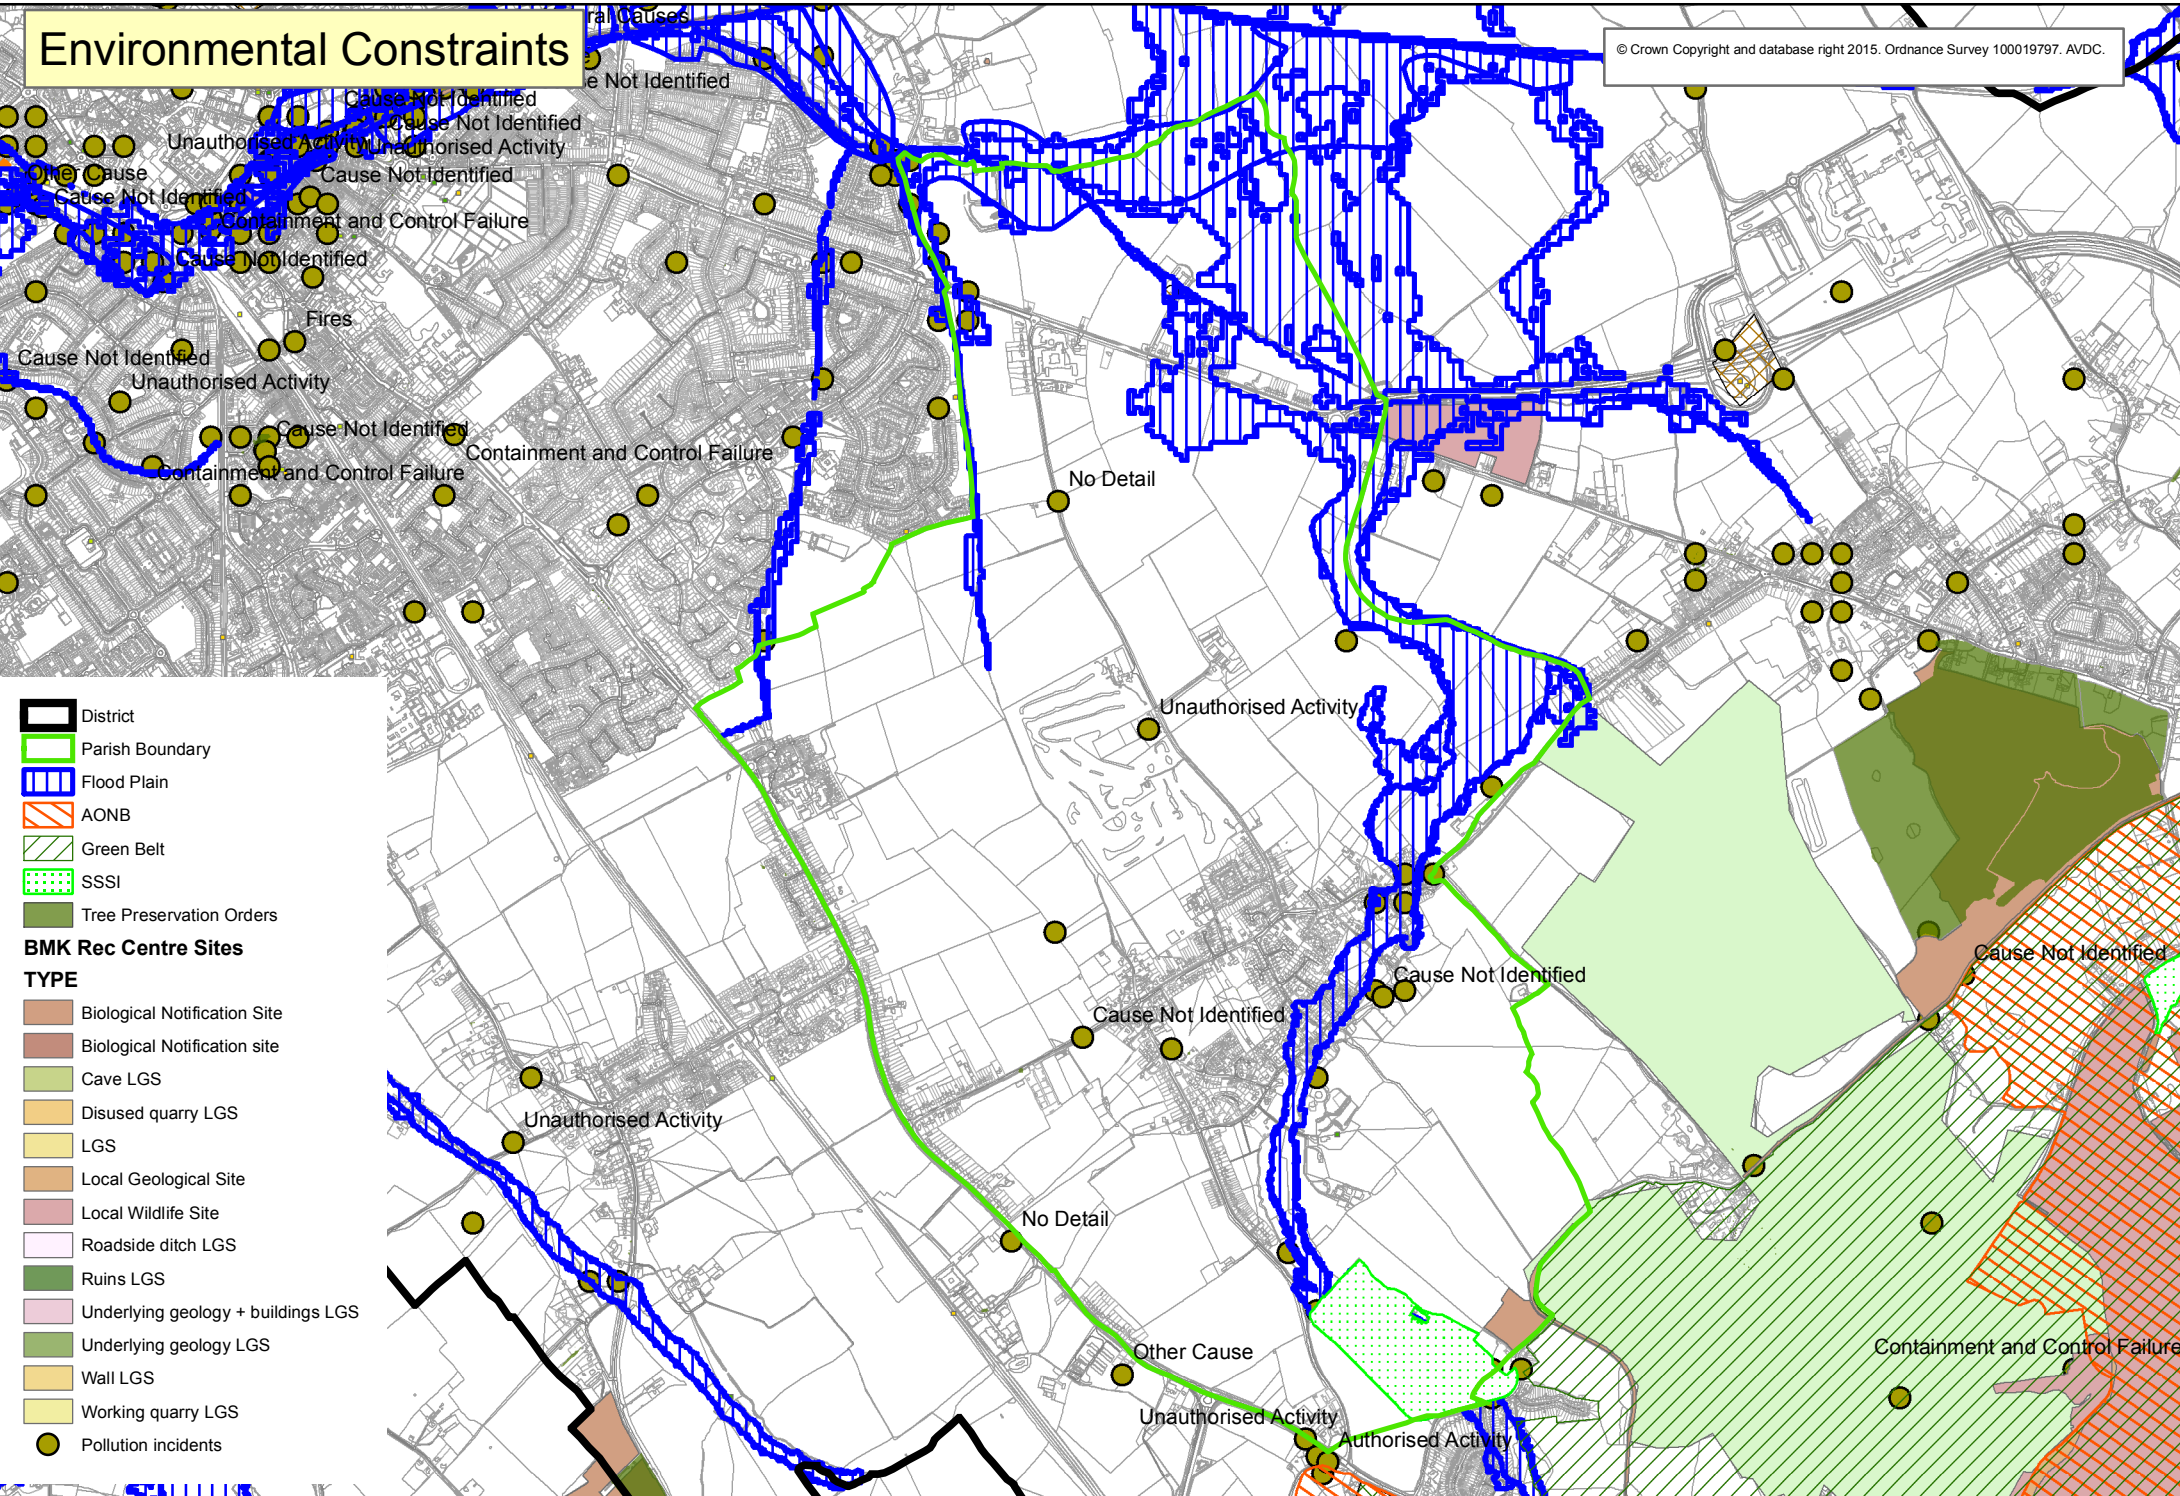 ral Causes
Environmental Constraints
© Crown Copyright and database right 2015. Ordnance Survey 100019797. AVDC.
e Not Identified
Cause Not Identified
Cause Not Identified
Unauthorised Activity
Unauthorised Activity
Other Cause
Cause Not Identified
Cause Not Identified
Containment and Control Failure
Cause Not Identified
Fires
Cause Not Identified
Unauthorised Activity
Cause Not Identified
Containment and Control Failure
Containment and Control Failure
No Detail
Unauthorised Activity
District
Parish Boundary
Flood Plain
AONB
Green Belt
SSSI
Tree Preservation Orders
BMK Rec Centre Sites
TYPE
Biological Notification Site
Biological Notification site
Cave LGS
Disused quarry LGS
LGS
Local Geological Site
Local Wildlife Site
Roadside ditch LGS
Ruins LGS
Underlying geology + buildings LGS
Underlying geology LGS
Wall LGS
Working quarry LGS
Pollution incidents
Cause Not Identified
Cause Not Identified
Cause Not Identified
Unauthorised Activity
No Detail
Other Cause
Containment and Control Failure
Unauthorised Activity
Authorised Activity